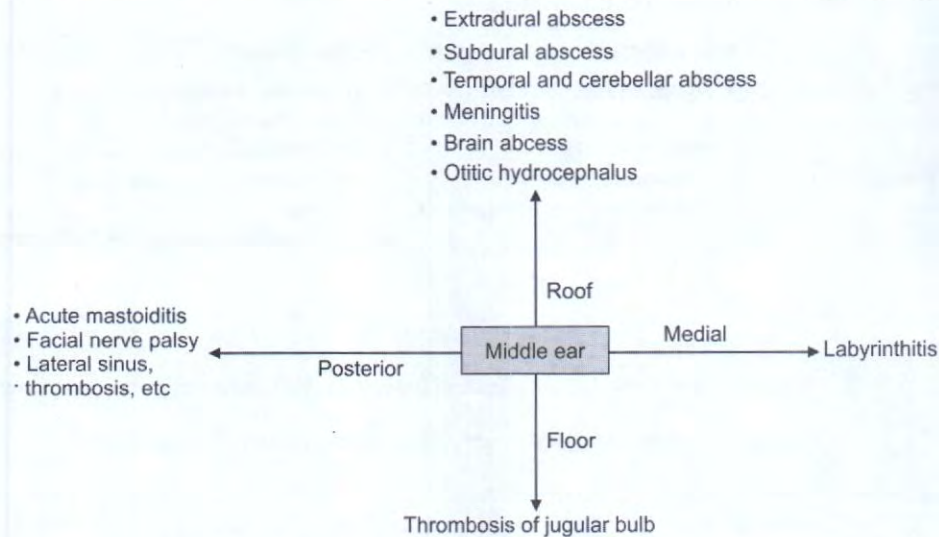 • Extradural abscess
• Subdural abscess
• Temporal and cerebellar abscess
• Meningitis
• Brain abcess
• Otitic hydrocephalus
Roof
• Acute mastoiditis
• Facial nerve palsy
• Lateral sinus,
· thrombosis, etc
Posterior
Middle ear
Medial
Labyrinthitis
Floor
Thrombosis of jugular bulb